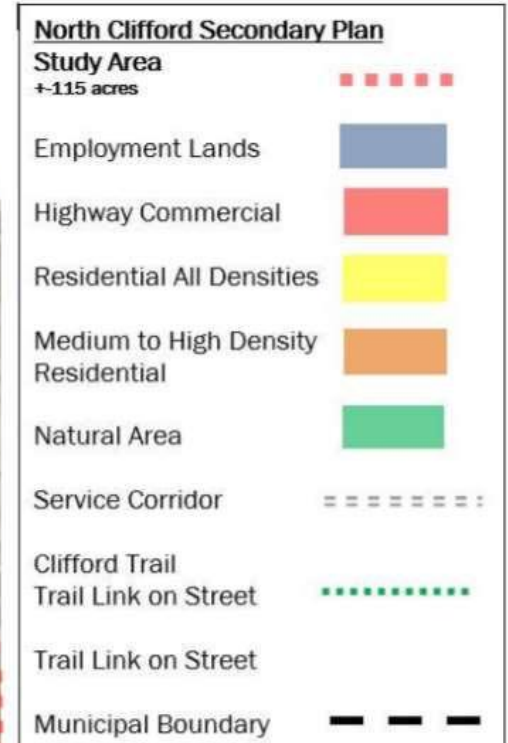 North Clifford Secondary Plan
Study Area
+-115 acres
Employment Lands
Highway Commercial
Residential All Densities
Medium to High Density
Residential
Natural Area
Service Corridor
Clifford Trail
Trail Link on Street
Trail Link on Street
Municipal Boundary